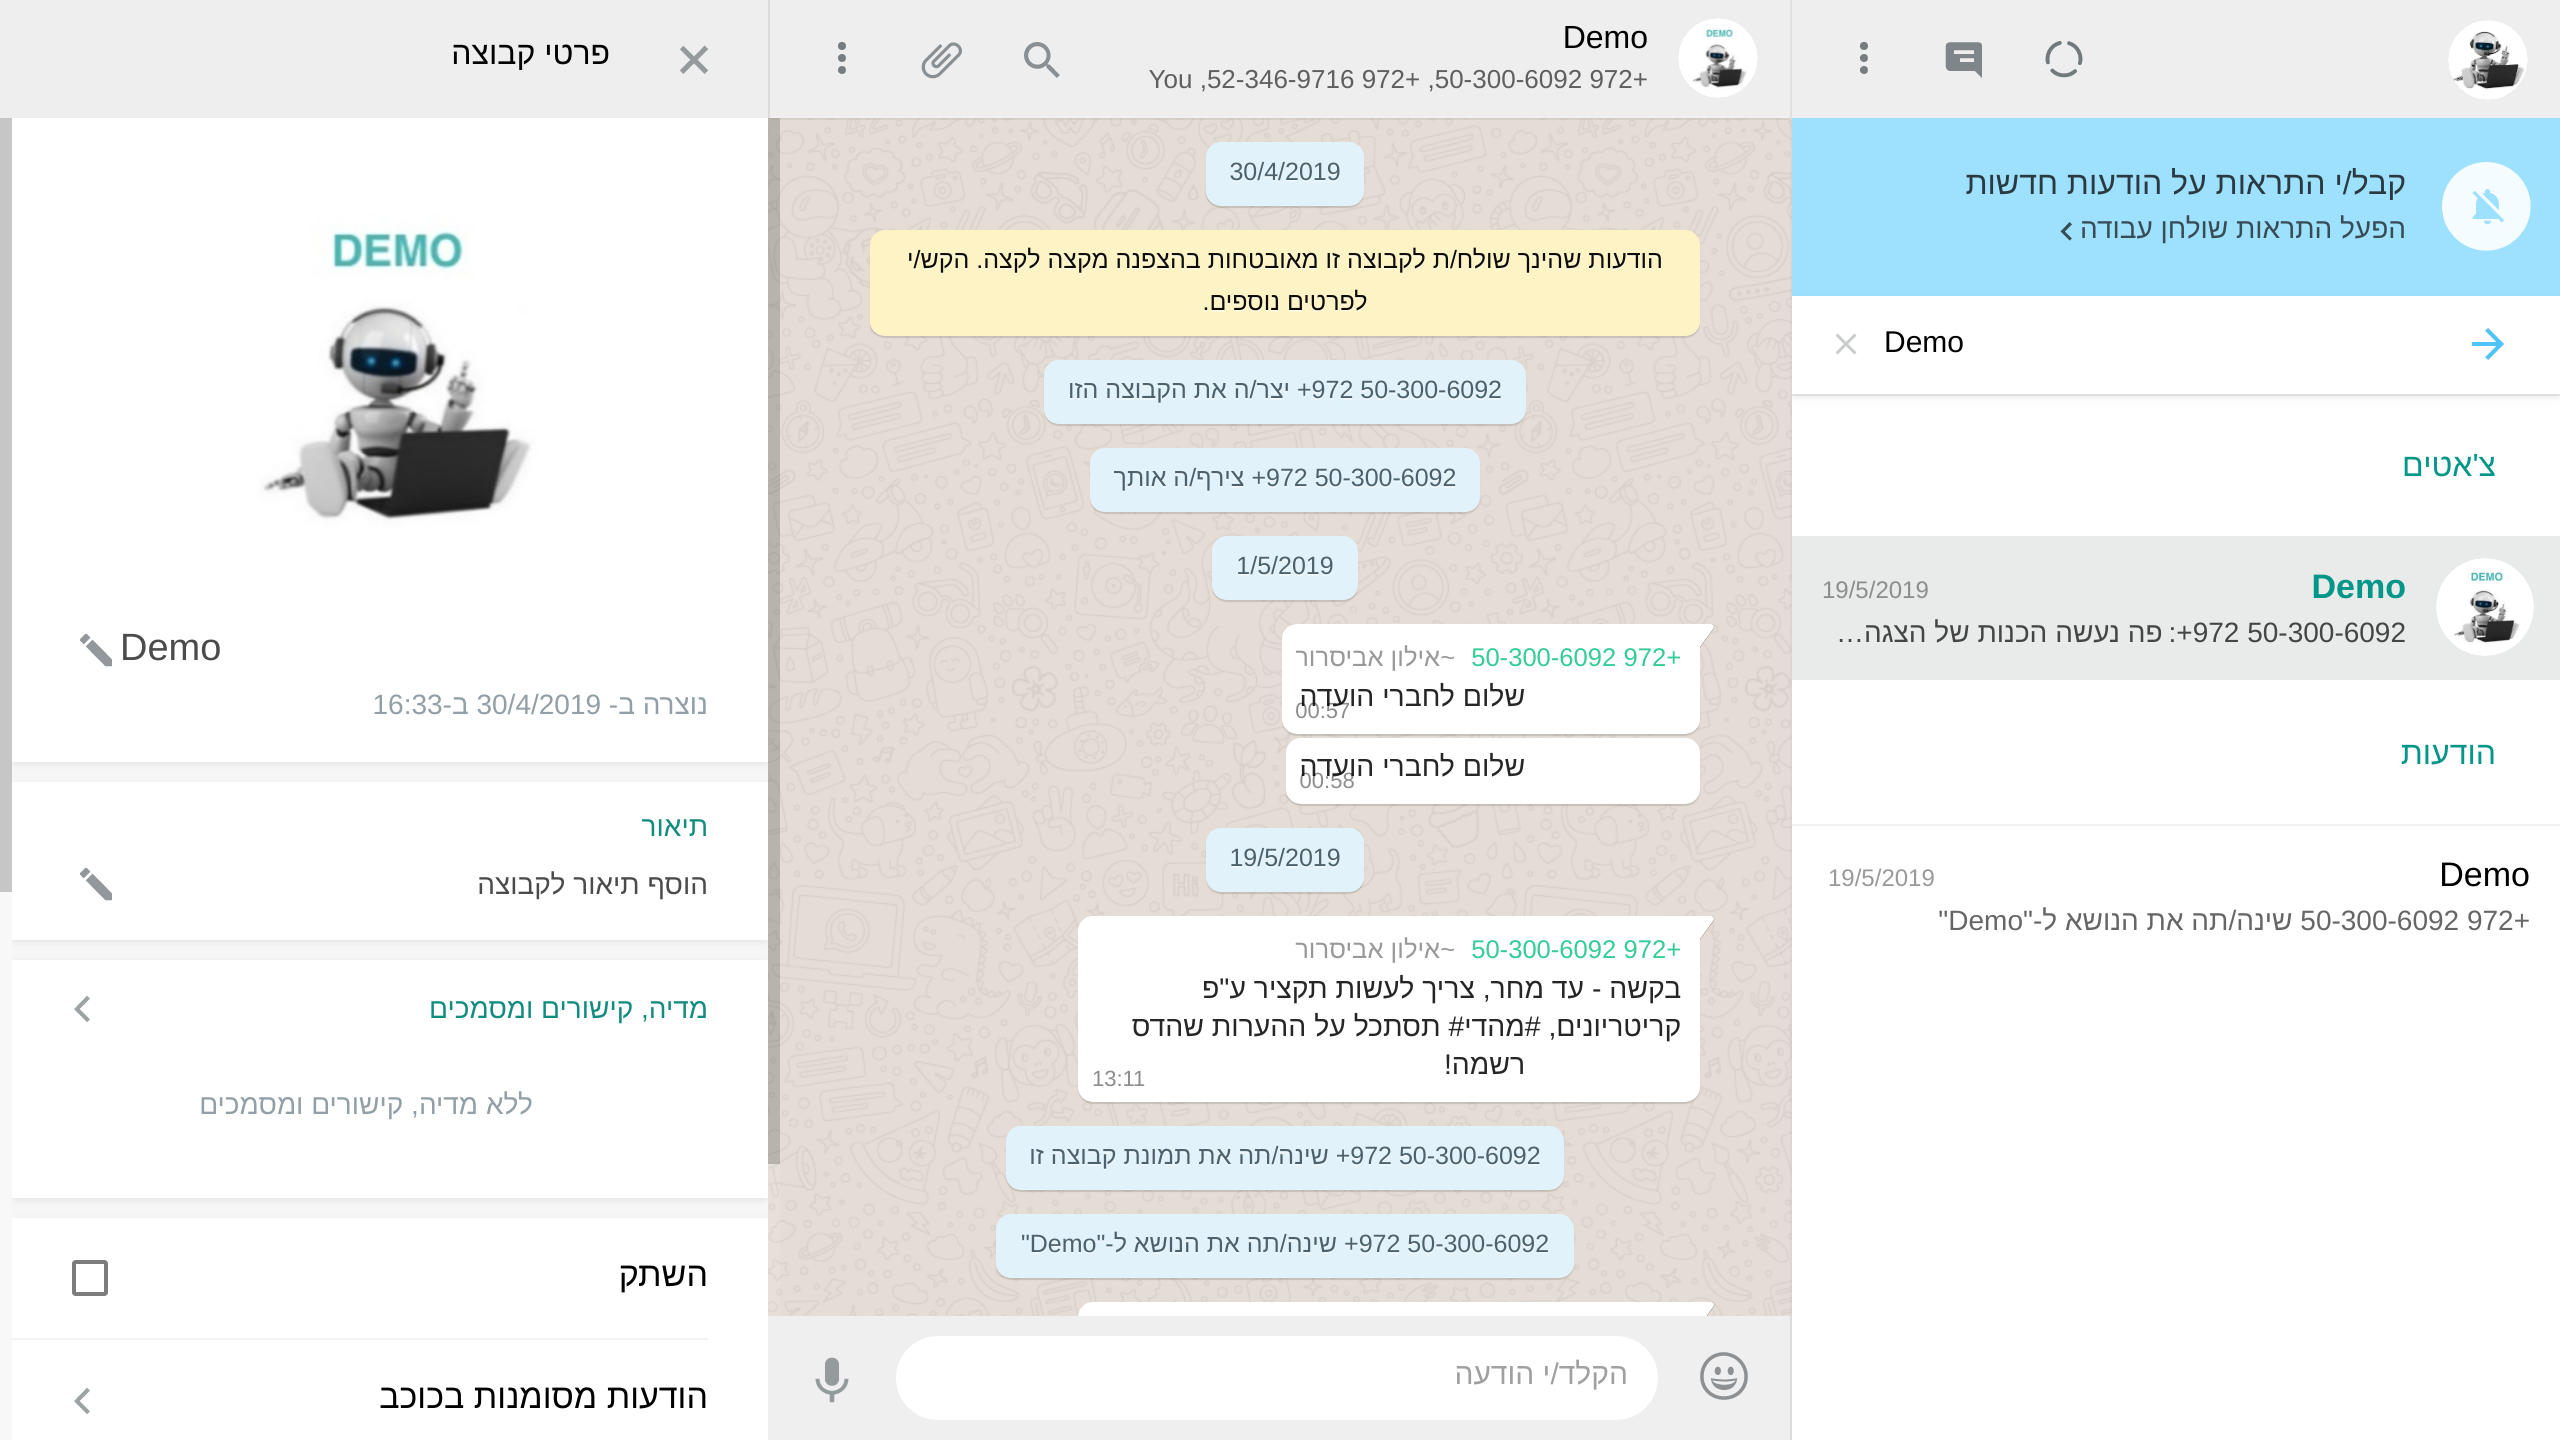 Demo
קבל/י התראות על הודעות חדשות
הפעל התראות שולחן עבודה
Demo
צ'אטים
Demo
19/5/2019
+972 50-300-6092: פה נעשה הכנות של הצגה...
הודעות
Demo
19/5/2019
+972 50-300-6092 שינה/תה את הנושא ל-"Demo"
+972 50-300-6092, +972 52-346-9716, You
30/4/2019
הודעות שהינך שולח/ת לקבוצה זו מאובטחות בהצפנה מקצה לקצה. הקש/י
לפרטים נוספים.
+972 50-300-6092 יצר/ה את הקבוצה הזו
+972 50-300-6092 צירף/ה אותך
1/5/2019
+972 50-300-6092 ~אילון אביסרור
שלום לחברי הועדה
00:57
שלום לחברי הועדה
00:58
19/5/2019
+972 50-300-6092 ~אילון אביסרור
בקשה - עד מחר, צריך לעשות תקציר ע"פ
קריטריונים, #מהדי# תסתכל על ההערות שהדס
רשמה!
13:11
+972 50-300-6092 שינה/תה את תמונת קבוצה זו
+972 50-300-6092 שינה/תה את הנושא ל-"Demo"
הקלד/י הודעה
פרטי קבוצה
DEMO
Demo
נוצרה ב- 30/4/2019 ב-16:33
תיאור
הוסף תיאור לקבוצה
מדיה, קישורים ומסמכים
ללא מדיה, קישורים ומסמכים
השתק
הודעות מסומנות בכוכב